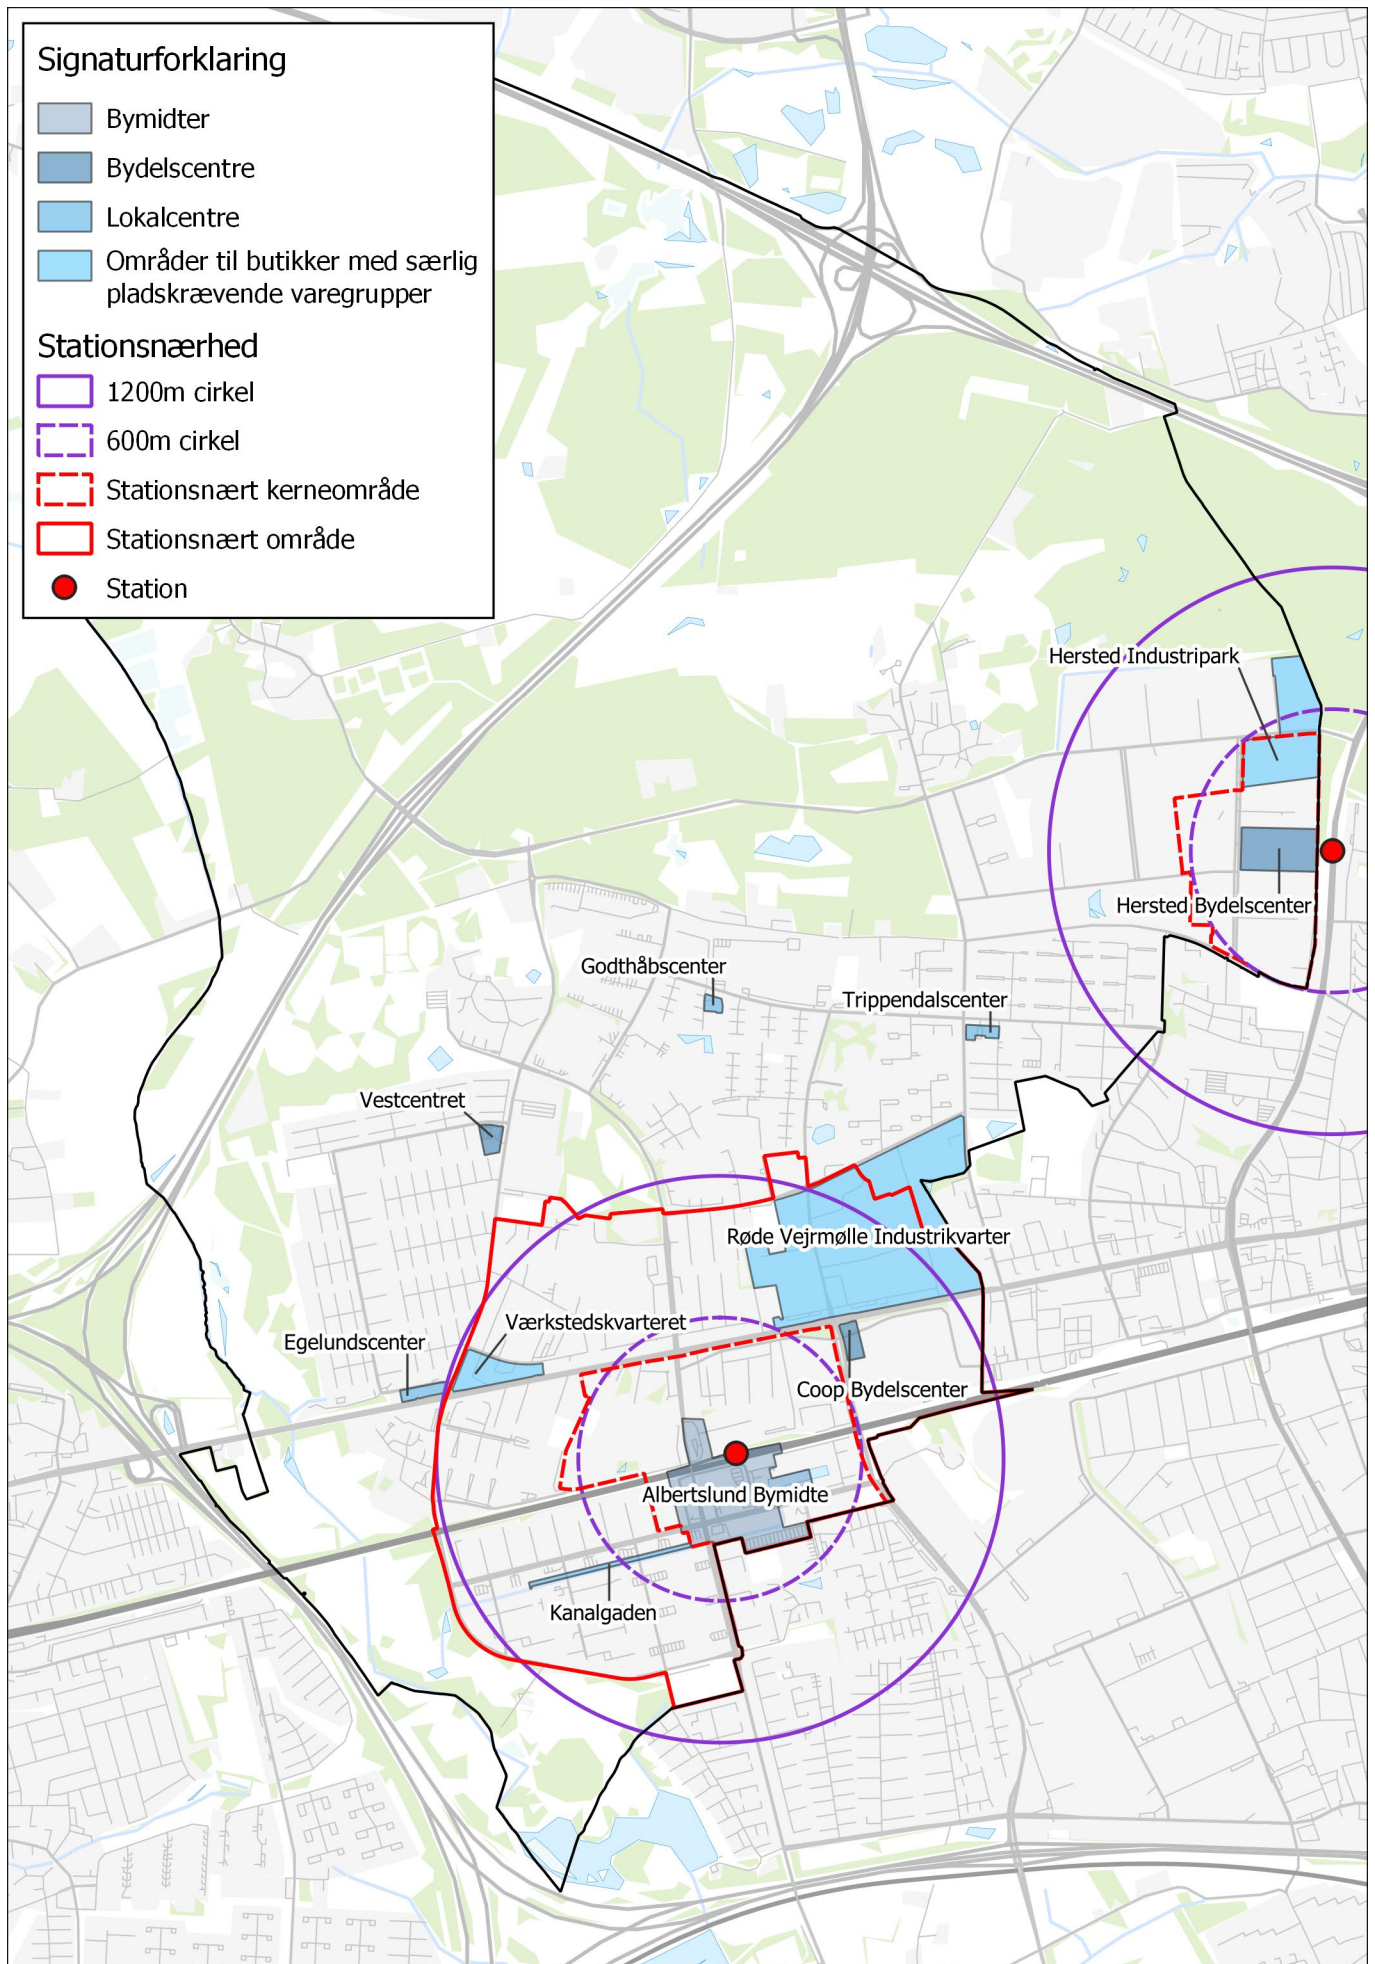 Signaturforklaring
Bymidter
Bydelscentre
Lokalcentre
Områder til butikker med særlig
pladskrævende varegrupper
Stationsnærhed
1200m cirkel
600m cirkel
Stationsnært kerneområde
Stationsnært område
Station
Hersted Industripark
Hersted Bydelscenter
Godthåbscenter
Trippendalscenter
Vestcentret
Røde Vejrmølle Industrikvarter
Værkstedskvarteret
Egelundscenter
Coop Bydelscenter
Albertslund Bymidte
Kanalgaden